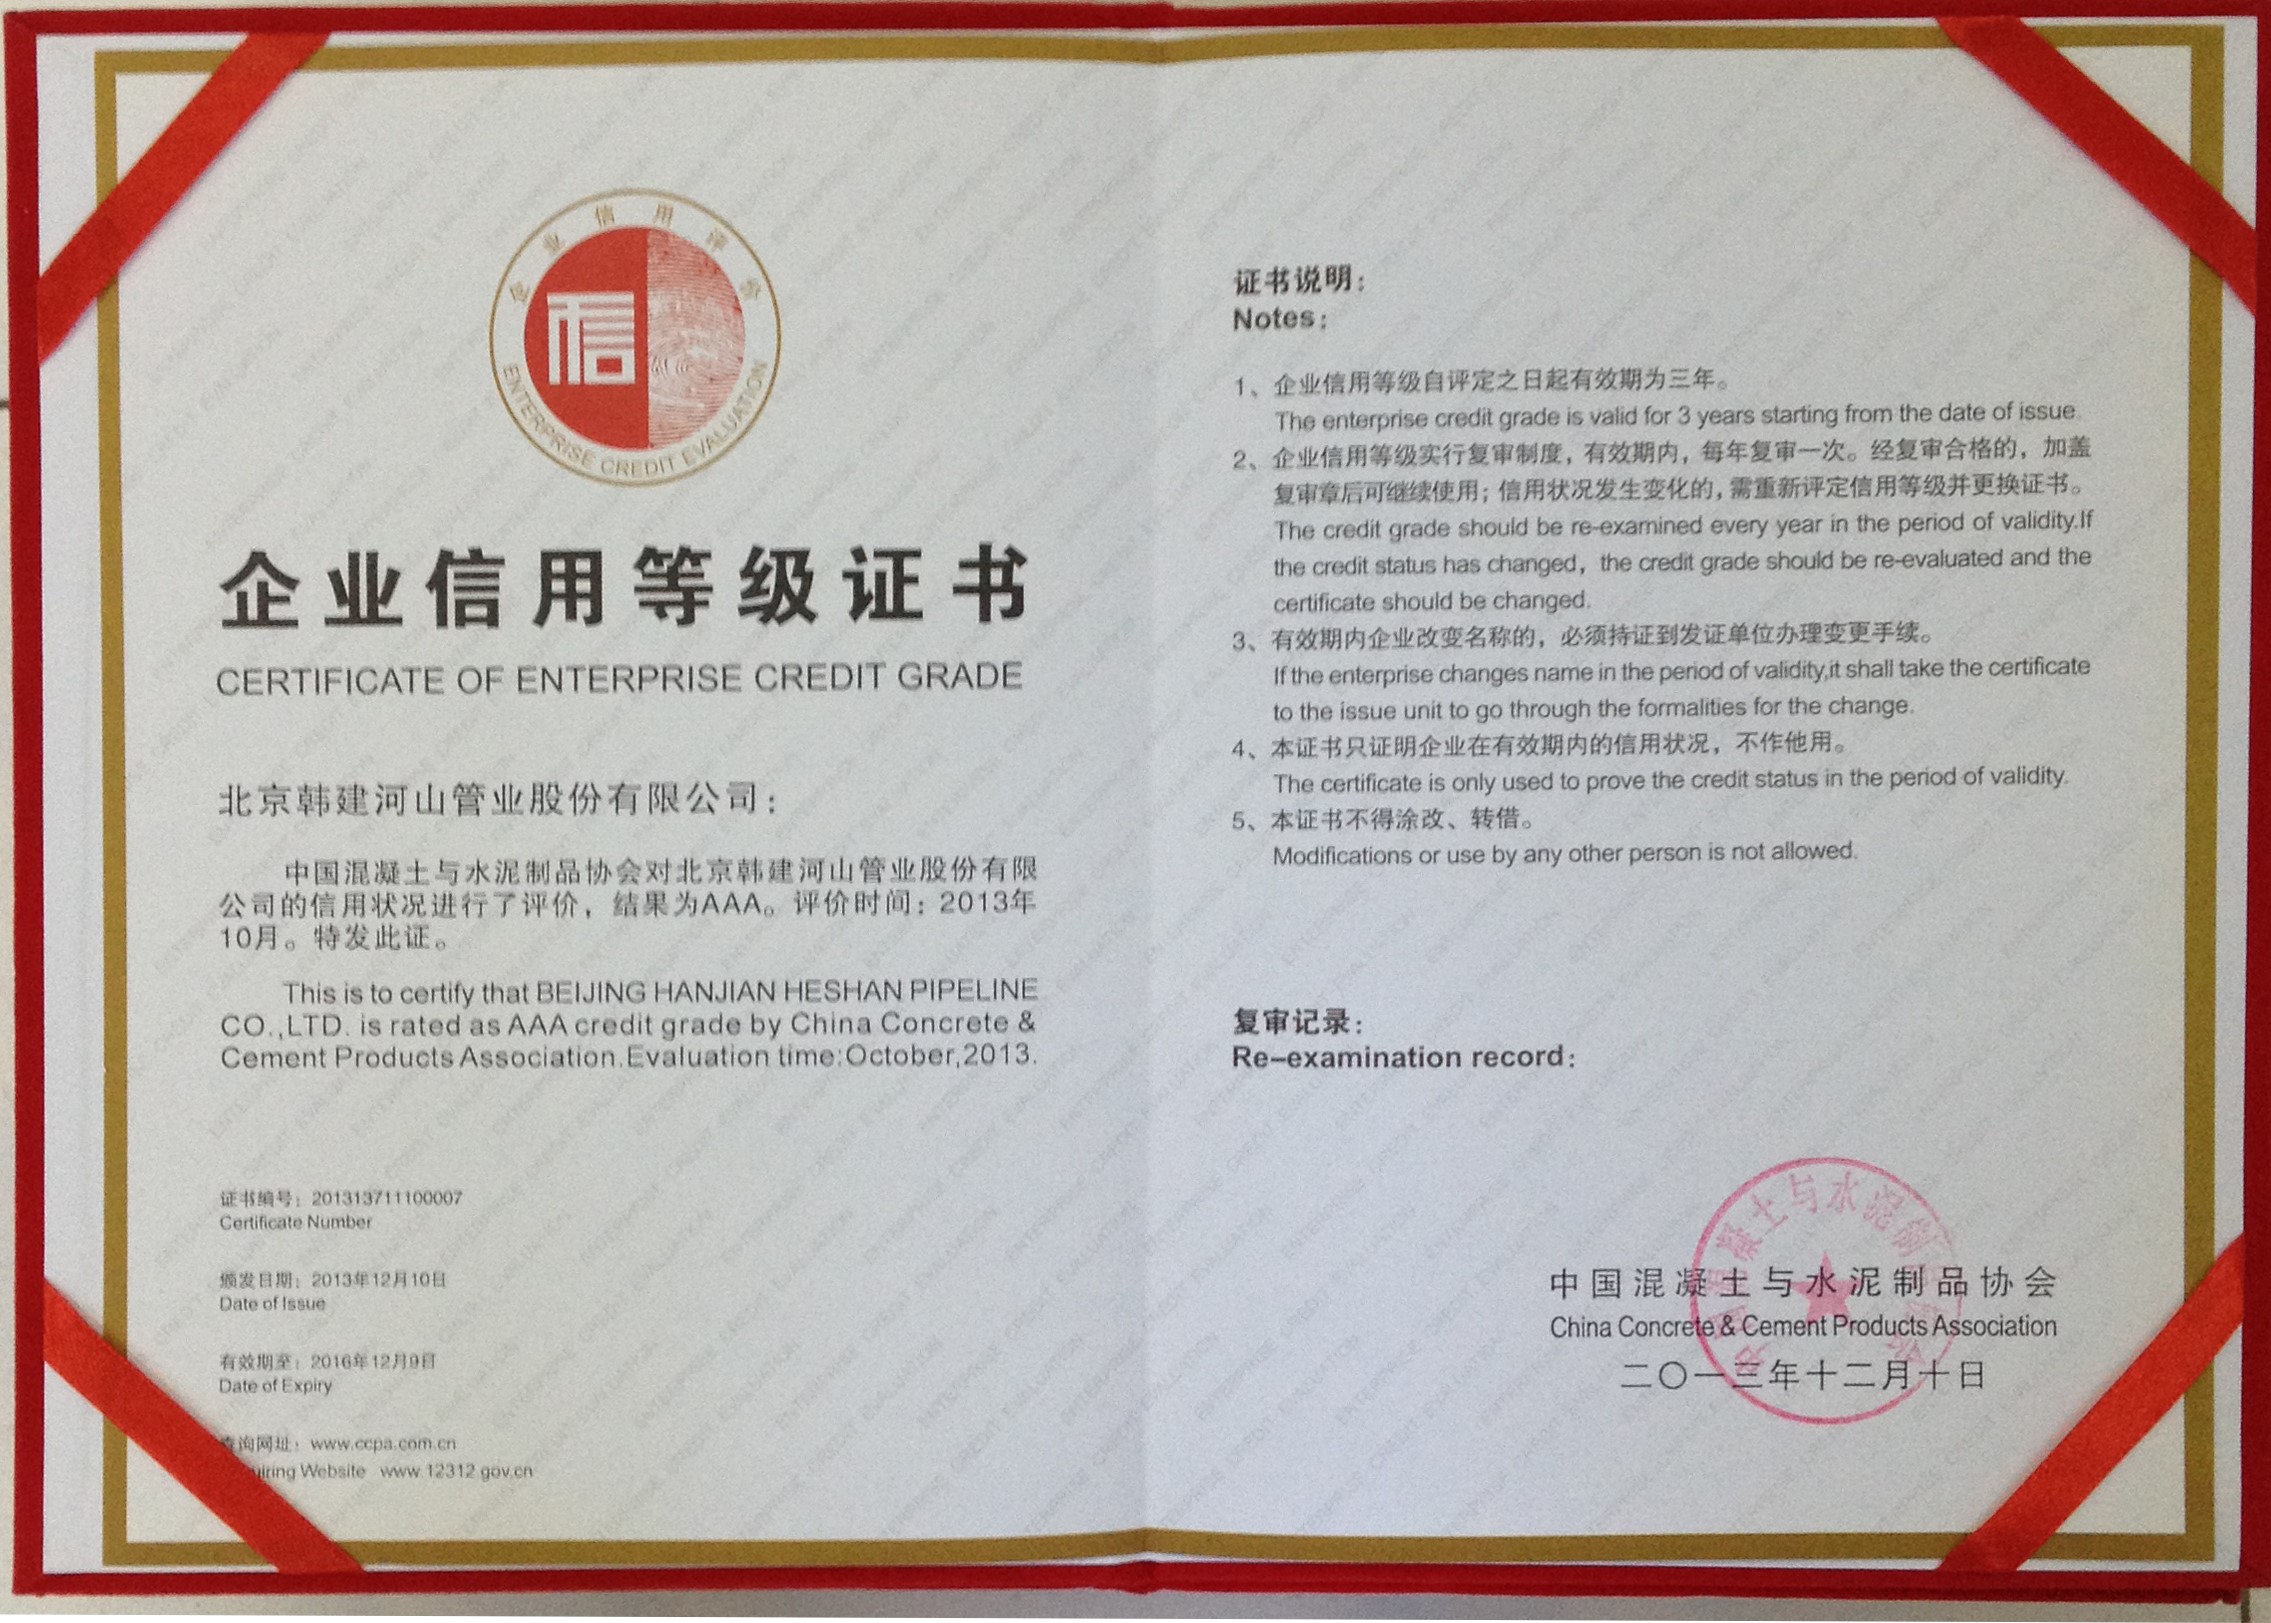 企业信用评价
信
ENTERPRISE CREDIT EVALUATION
企业信用等级证书
CERTIFICATE OF ENTERPRISE CREDIT GRADE
北京韩建河山管业股份有限公司：
中国混凝土与水泥制品协会对北京韩建河山管业股份有限
公司的信用状况进行了评价，结果为AAA。评价时间：2013年
10月。特发此证。
This is to certify that BEIJING HANJIAN HESHAN PIPELINE
CO.,LTD. is rated as AAA credit grade by China Concrete &
Cement Products Association.Evaluation time:October,2013.
证书编号：201313711100007
Certificate Number
颁发日期：2013年12月10日
Date of Issue
有效期至：2016年12月9日
Date of Expiry
查询网址：www.ccpa.com.cn
Website www.12312.gov.cn
证书说明：
Notes：
1、企业信用等级自评定之日起有效期为三年。
The enterprise credit grade is valid for 3 years starting from the date of issue.
2、企业信用等级实行复审制度，有效期内，每年复审一次。经复审合格的，加盖
复审章后可继续使用；信用状况发生变化的，需重新评定信用等级并更换证书。
The credit grade should be re-examined every year in the period of validity.If
the credit status has changed，the credit grade should be re-evaluated and the
certificate should be changed.
3、有效期内企业改变名称的，必须持证到发证单位办理变更手续。
If the enterprise changes name in the period of validity,it shall take the certificate
to the issue unit to go through the formalities for the change.
4、本证书只证明企业在有效期内的信用状况，不作他用。
The certificate is only used to prove the credit status in the period of validity.
5、本证书不得涂改、转借。
Modifications or use by any other person is not allowed.
复审记录：
Re–examination record：
中国混凝土与水泥制品协会
China Concrete & Cement Products Association
二〇一三年十二月十日
中国混凝土与水泥制品协会